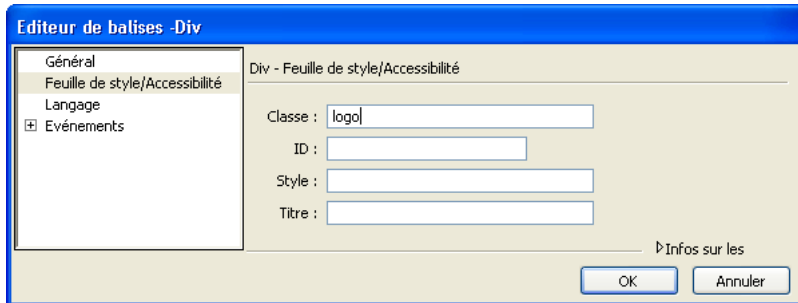 Editeur de balises -Div
Général
Feuille de style/Accessibilité
Langage
Evénements
Div - Feuille de style/Accessibilité
Classe : logo
ID :
Style :
Titre :
Infos sur les
OK Annuler